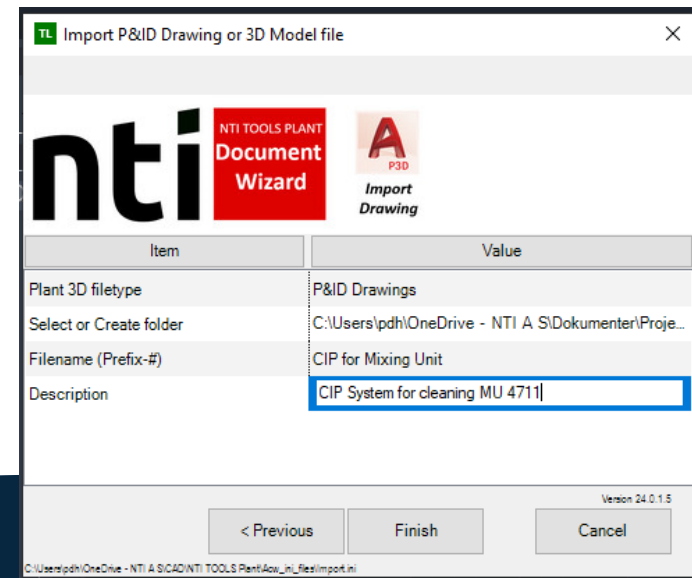 TL Import P&ID Drawing or 3D Model file
nti
NTI TOOLS PLANT
Document
Wizard
A
P3D
Import
Drawing
Item Value
Plant 3D filetype P&ID Drawings
Select or Create folder C:\Users\pdh\OneDrive - NTI A S\Dokumenter\Proje...
Filename (Prefix-#) CIP for Mixing Unit
Description CIP System for cleaning MU 4711
Version 24.0.1.5
< Previous Finish Cancel
C:\Users\pdh\OneDrive - NTI A S\CAD\NTI TOOLS Plant\Acw_ini_files\Import.ini